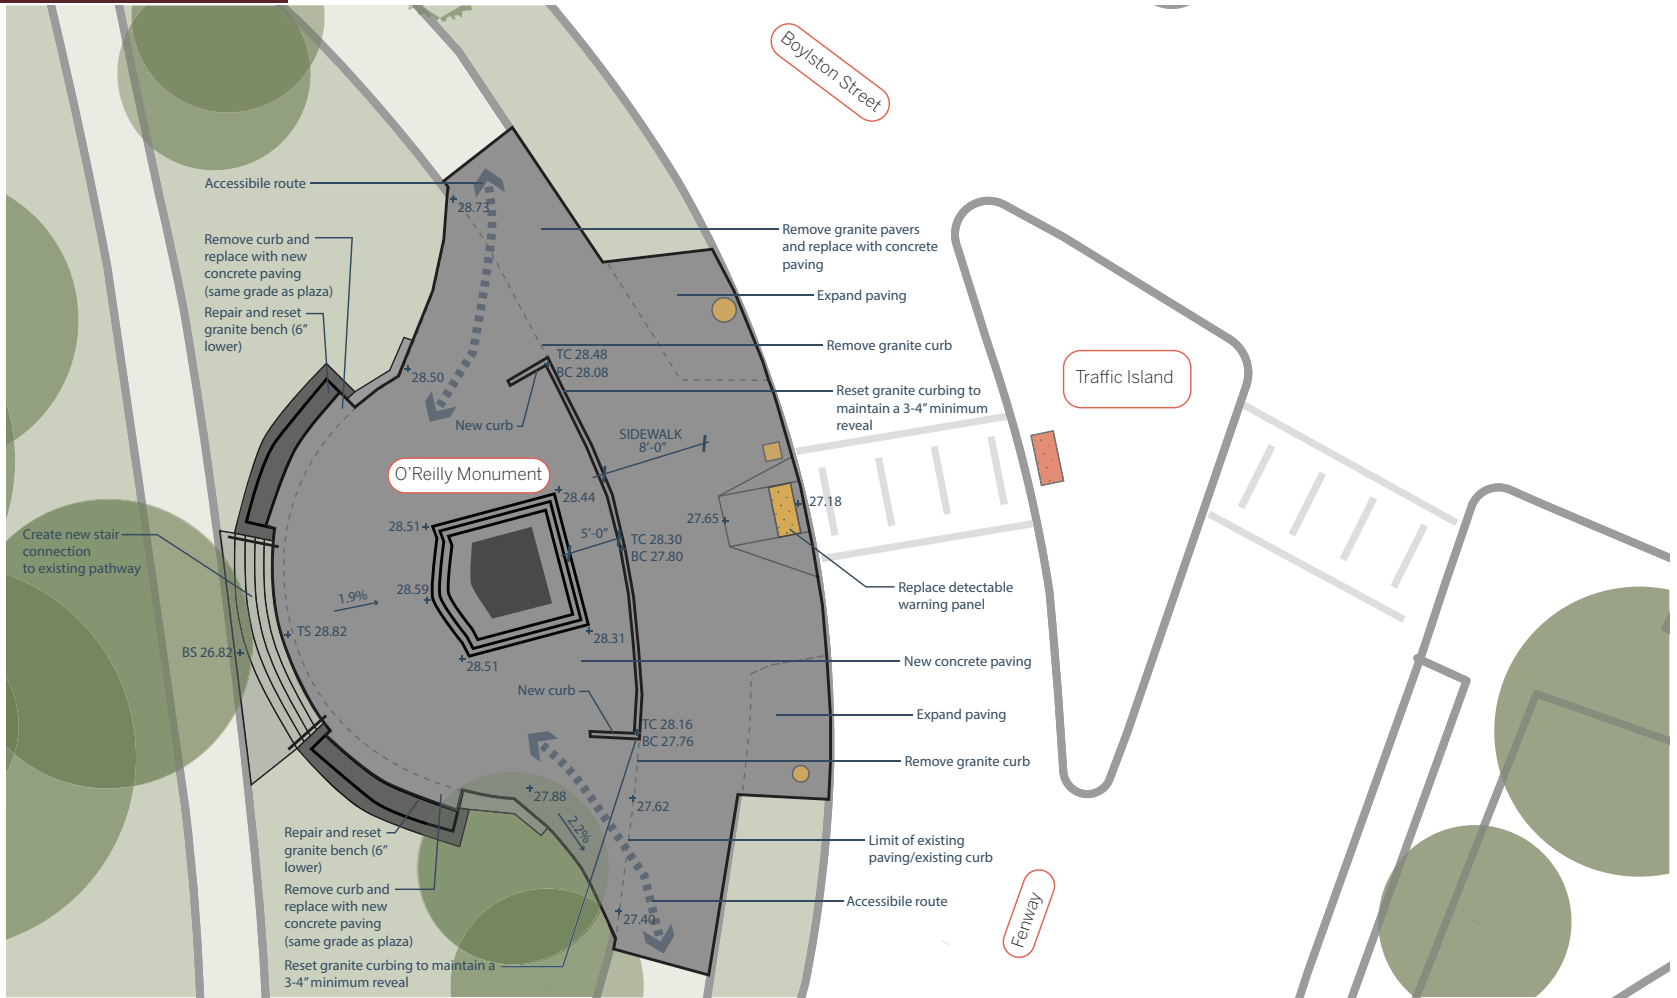 Boylston Street
Accessibile route
28.73
Remove curb and
replace with new
concrete paving
(same grade as plaza)
Remove granite pavers
and replace with concrete
paving
Expand paving
Repair and reset
granite bench (6”
lower)
Remove granite curb
TC 28.48
BC 28.08
28.50
Traffic Island
Reset granite curbing to
maintain a 3-4” minimum
reveal
New curb
SIDEWALK
8’-0”
O’Reilly Monument
28.44
27.18
27.65
28.51
5’-0”
TC 28.30
BC 27.80
Create new stair
connection
to existing pathway
Replace detectable
warning panel
28.59
1.9%
TS 28.82
28.31
BS 26.82
28.51
New concrete paving
New curb
TC 28.16
BC 27.76
Expand paving
Remove granite curb
27.88
27.62
2.2%
Repair and reset
granite bench (6”
lower)
Limit of existing
paving/existing curb
Remove curb and
replace with new
concrete paving
(same grade as plaza)
Accessibile route
27.40
Fenway
Reset granite curbing to maintain a
3-4” minimum reveal